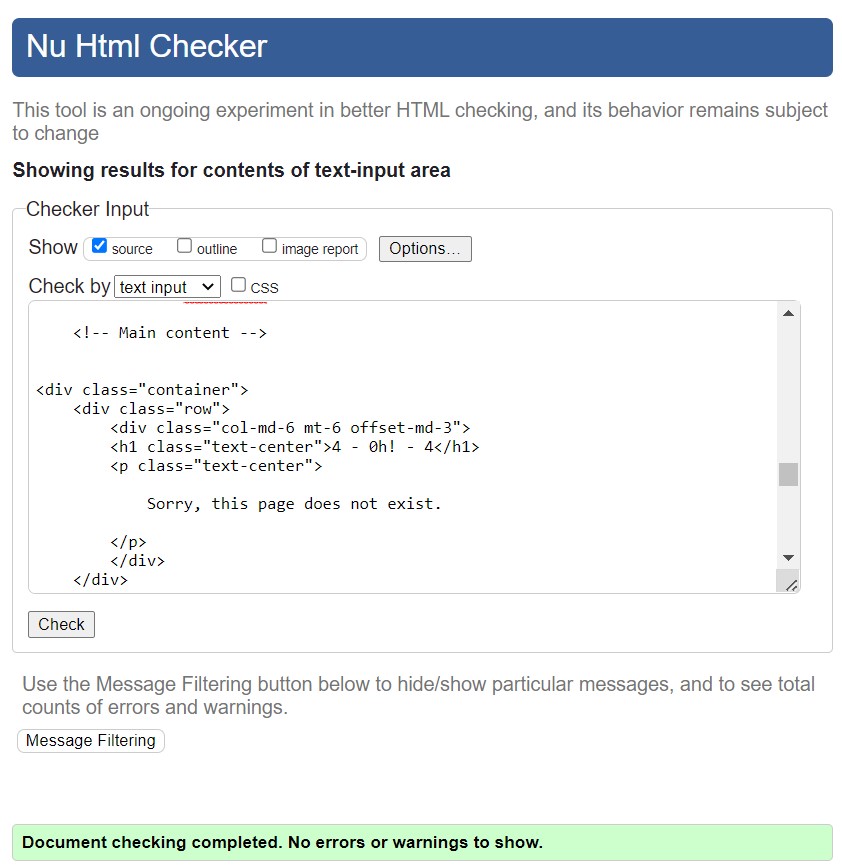 Nu Html Checker
This tool is an ongoing experiment in better HTML checking, and its behavior remains subject
to change
Showing results for contents of text-input area
Checker Input
Show source outline image report Options...
Check by text input CSS
<!-- Main content -->
<div class="container">
<div class="row">
<div class="col-md-6 mt-6 offset-md-3">
<h1 class="text-center">4 - 0h! - 4</h1>
<p class="text-center">
Sorry, this page does not exist.
</p>
</div>
</div>
Check
Use the Message Filtering button below to hide/show particular messages, and to see total
counts of errors and warnings.
Message Filtering
Document checking completed. No errors or warnings to show.